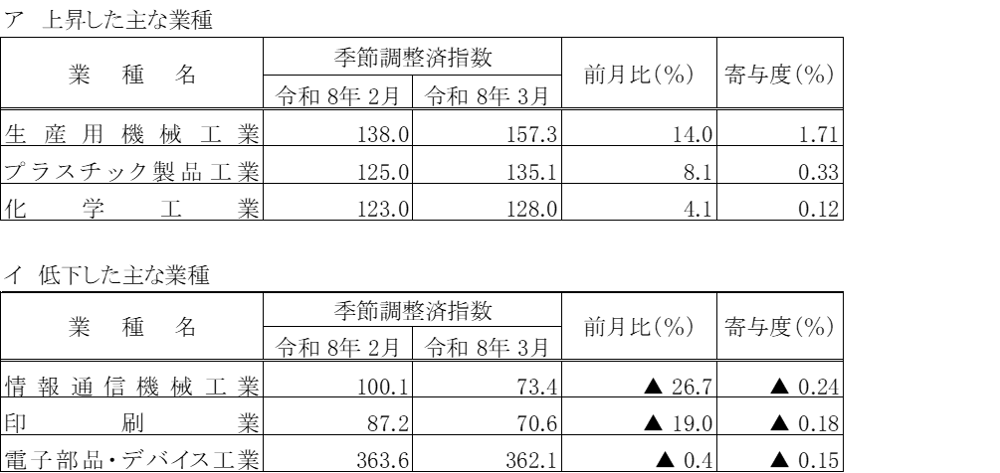 ア 上昇した主な業種
業種名 季節調整済指数 前月比(%) 寄与度(%)
令和 8年 2月 令和 8年 3月
生産用機械工業 138.0 157.3 14.0 1.71
プラスチック製品工業 125.0 135.1 8.1 0.33
化学工業 123.0 128.0 4.1 0.12
イ 低下した主な業種
業種名 季節調整済指数 前月比(%) 寄与度(%)
令和 8年 2月 令和 8年 3月
情報通信機械工業 100.1 73.4 ▲ 26.7 ▲ 0.24
印刷業 87.2 70.6 ▲ 19.0 ▲ 0.18
電子部品・デバイス工業 363.6 362.1 ▲ 0.4 ▲ 0.15